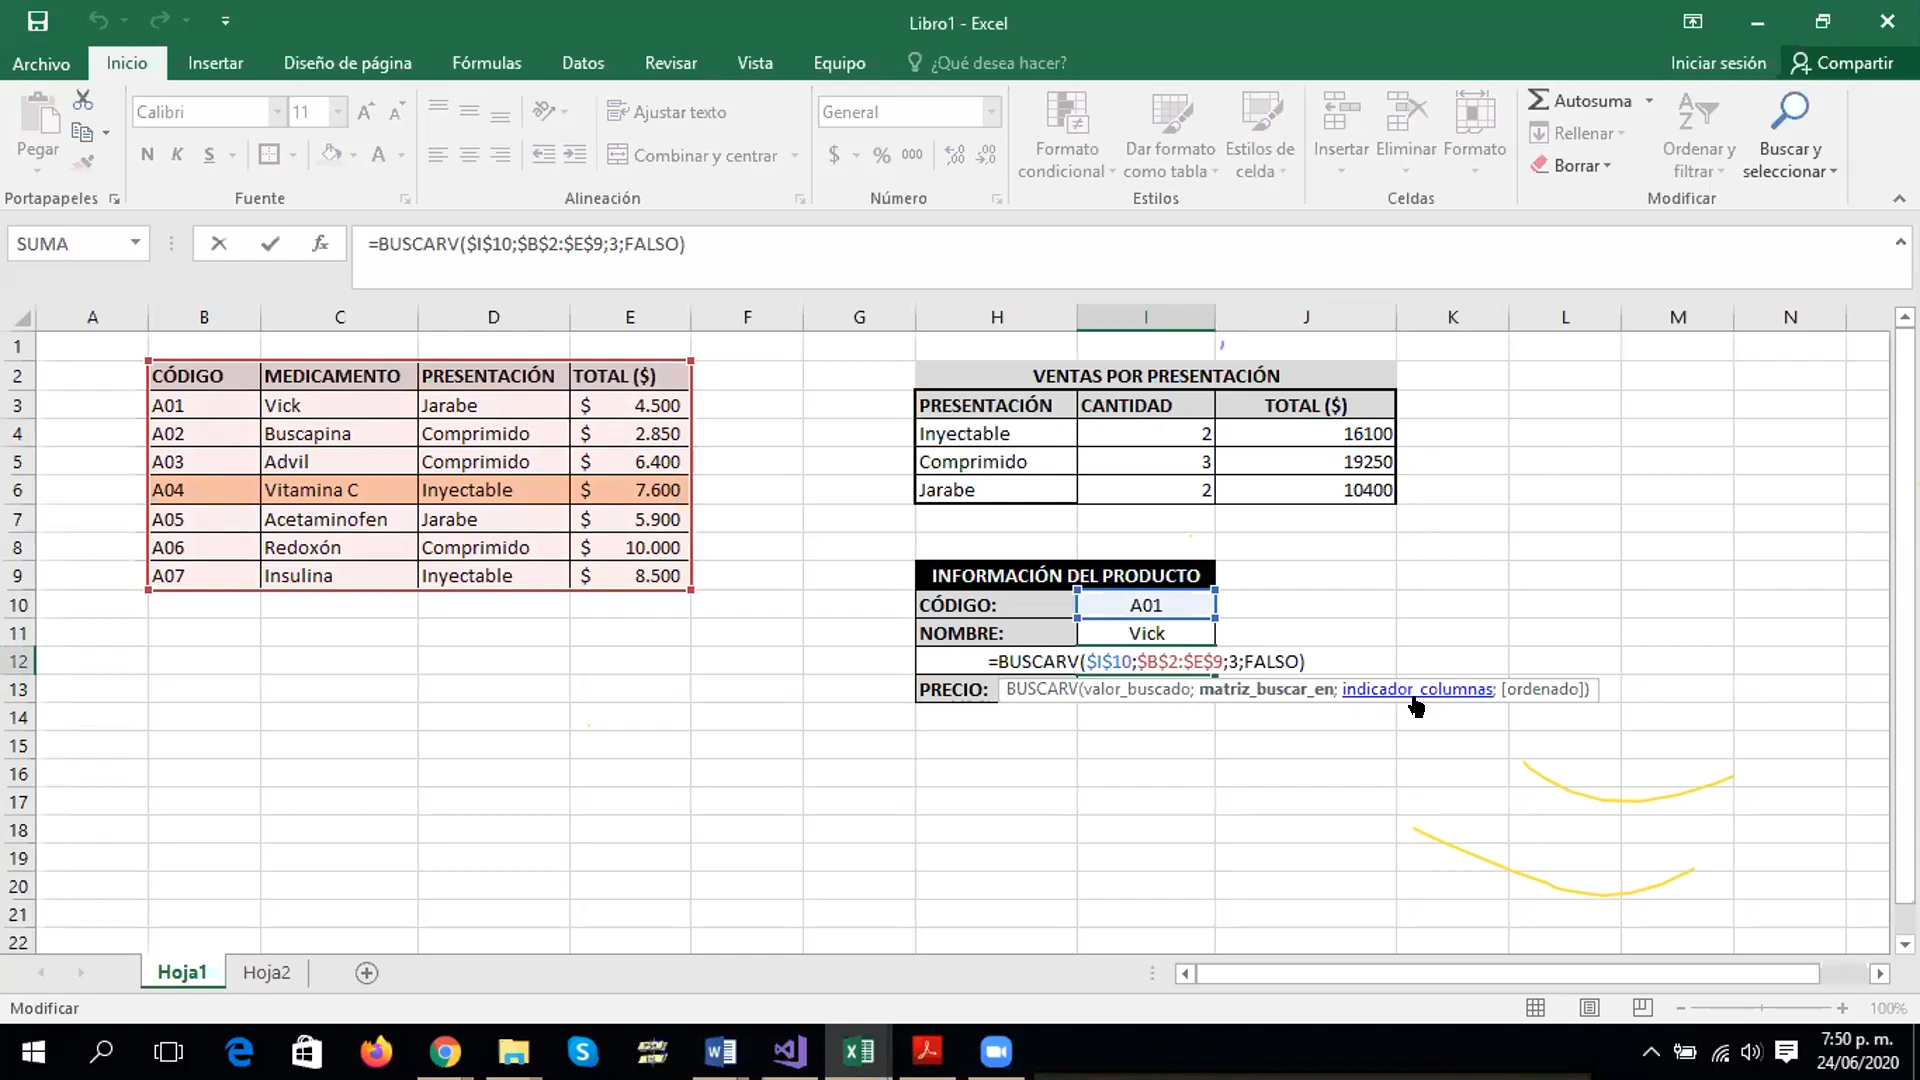 Libro1 - Excel
Archivo Inicio Insertar Diseño de página Fórmulas Datos Revisar Vista Equipo ¿Qué desea hacer? Iniciar sesión Compartir
Pegar
Portapapeles
Calibri 11
N K S A
Fuente
Ajustar texto
Combinar y centrar
Alineación
General
$ % 000
Número
Formato condicional
Dar formato como tabla
Estilos de celda
Estilos
Insertar Eliminar Formato
Celdas
Autosuma
Rellenar
Borrar
Ordenar y filtrar
Buscar y seleccionar
Modificar
SUMA fx =BUSCARV($I$10;$B$2:$E$9;3;FALSO)
A B C D E F G H I J K L M N
1
2 CÓDIGO MEDICAMENTO PRESENTACIÓN TOTAL ($) VENTAS POR PRESENTACIÓN
3 A01 Vick Jarabe $ 4.500 PRESENTACIÓN CANTIDAD TOTAL ($)
4 A02 Buscapina Comprimido $ 2.850 Inyectable 2 16100
5 A03 Advil Comprimido $ 6.400 Comprimido 3 19250
6 A04 Vitamina C Inyectable $ 7.600 Jarabe 2 10400
7 A05 Acetaminofen Jarabe $ 5.900
8 A06 Redoxón Comprimido $ 10.000
9 A07 Insulina Inyectable $ 8.500 INFORMACIÓN DEL PRODUCTO
10 CÓDIGO: A01
11 NOMBRE: Vick
12 =BUSCARV($I$10;$B$2:$E$9;3;FALSO)
13 PRECIO: BUSCARV(valor_buscado; matriz_buscar_en; indicador_columnas; [ordenado])
14
15
16
17
18
19
20
21
22
Hoja1 Hoja2
Modificar 100%
7:50 p. m.
24/06/2020